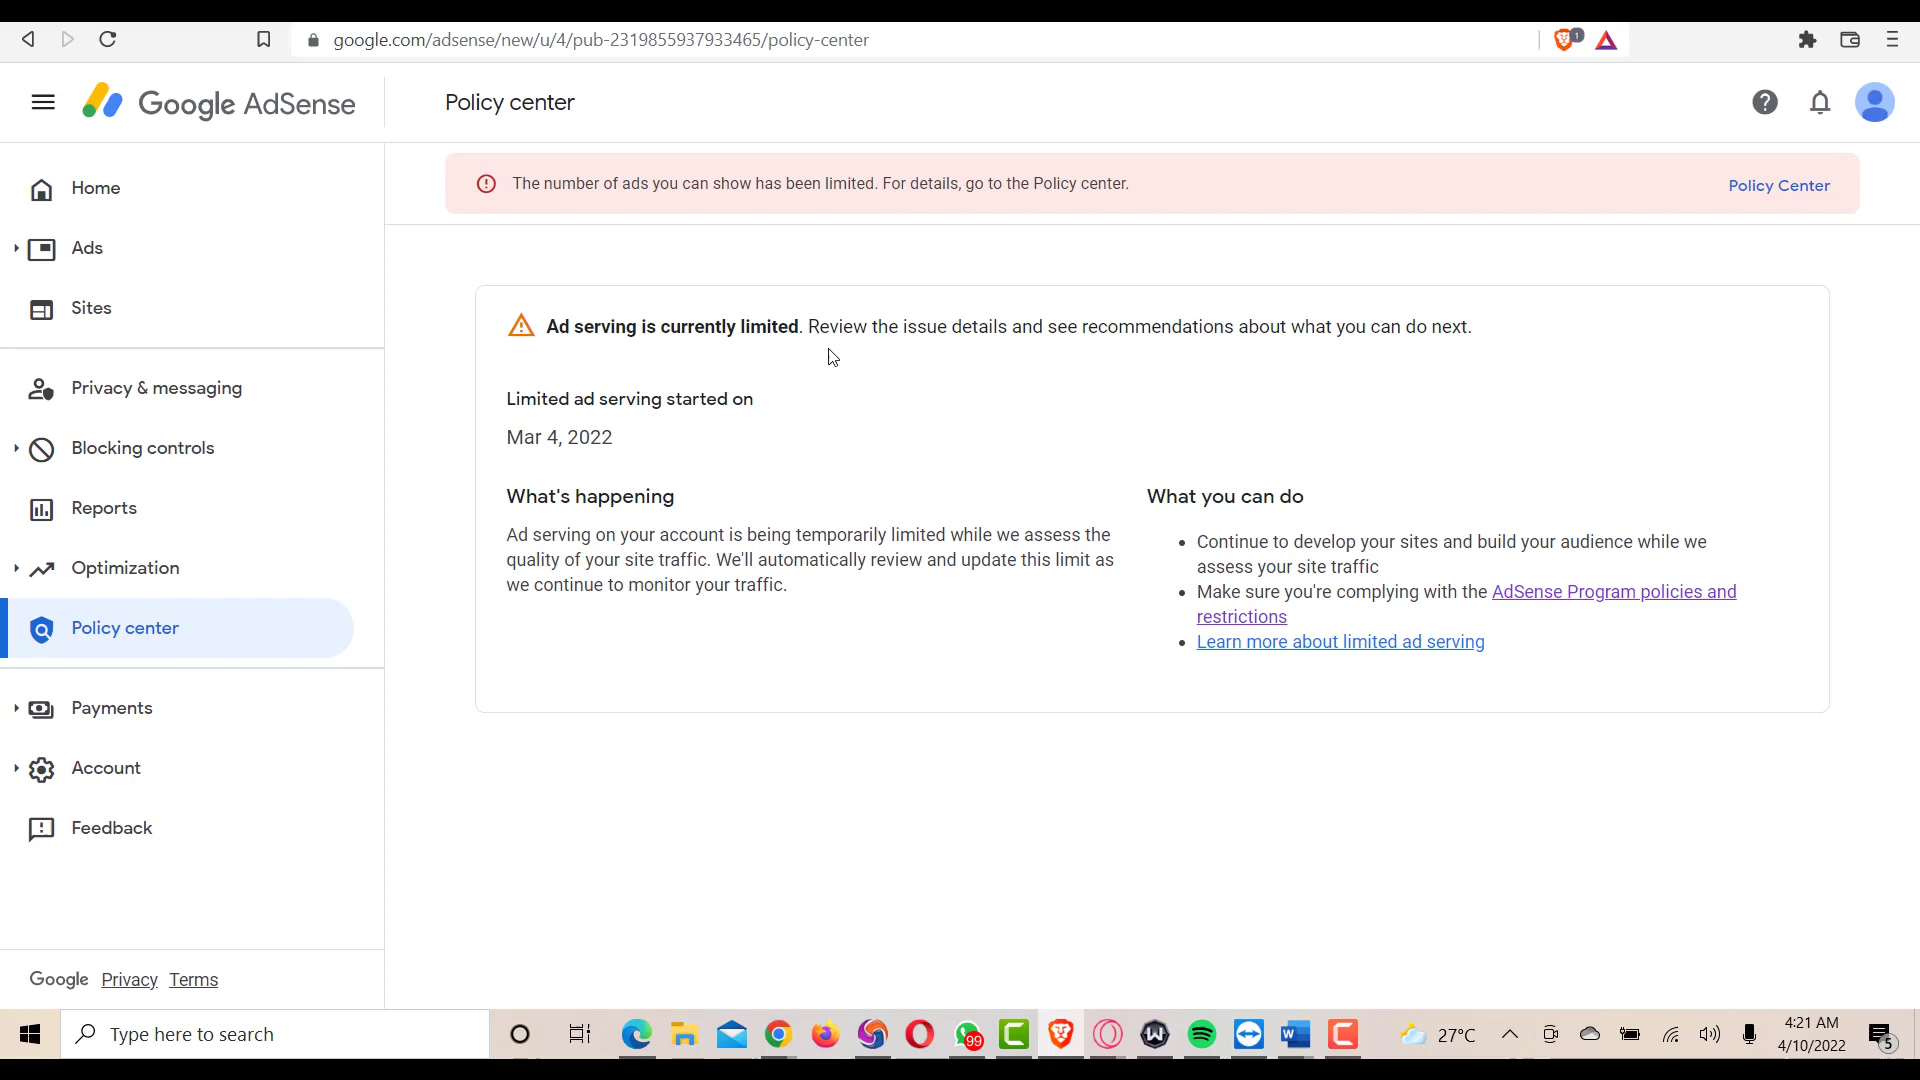 google.com/adsense/new/u/4/pub-2319855937933465/policy-center
1
Google AdSense
Policy center
Home
Ads
Sites
Privacy & messaging
Blocking controls
Reports
Optimization
Policy center
Payments
Account
Feedback
Google Privacy Terms
The number of ads you can show has been limited. For details, go to the Policy center.
Policy Center
Ad serving is currently limited. Review the issue details and see recommendations about what you can do next.
Limited ad serving started on
Mar 4, 2022
What's happening
Ad serving on your account is being temporarily limited while we assess the
quality of your site traffic. We'll automatically review and update this limit as
we continue to monitor your traffic.
What you can do
• Continue to develop your sites and build your audience while we
assess your site traffic
• Make sure you're complying with the AdSense Program policies and
restrictions
• Learn more about limited ad serving
Type here to search
99
27°C
4:21 AM
4/10/2022
5